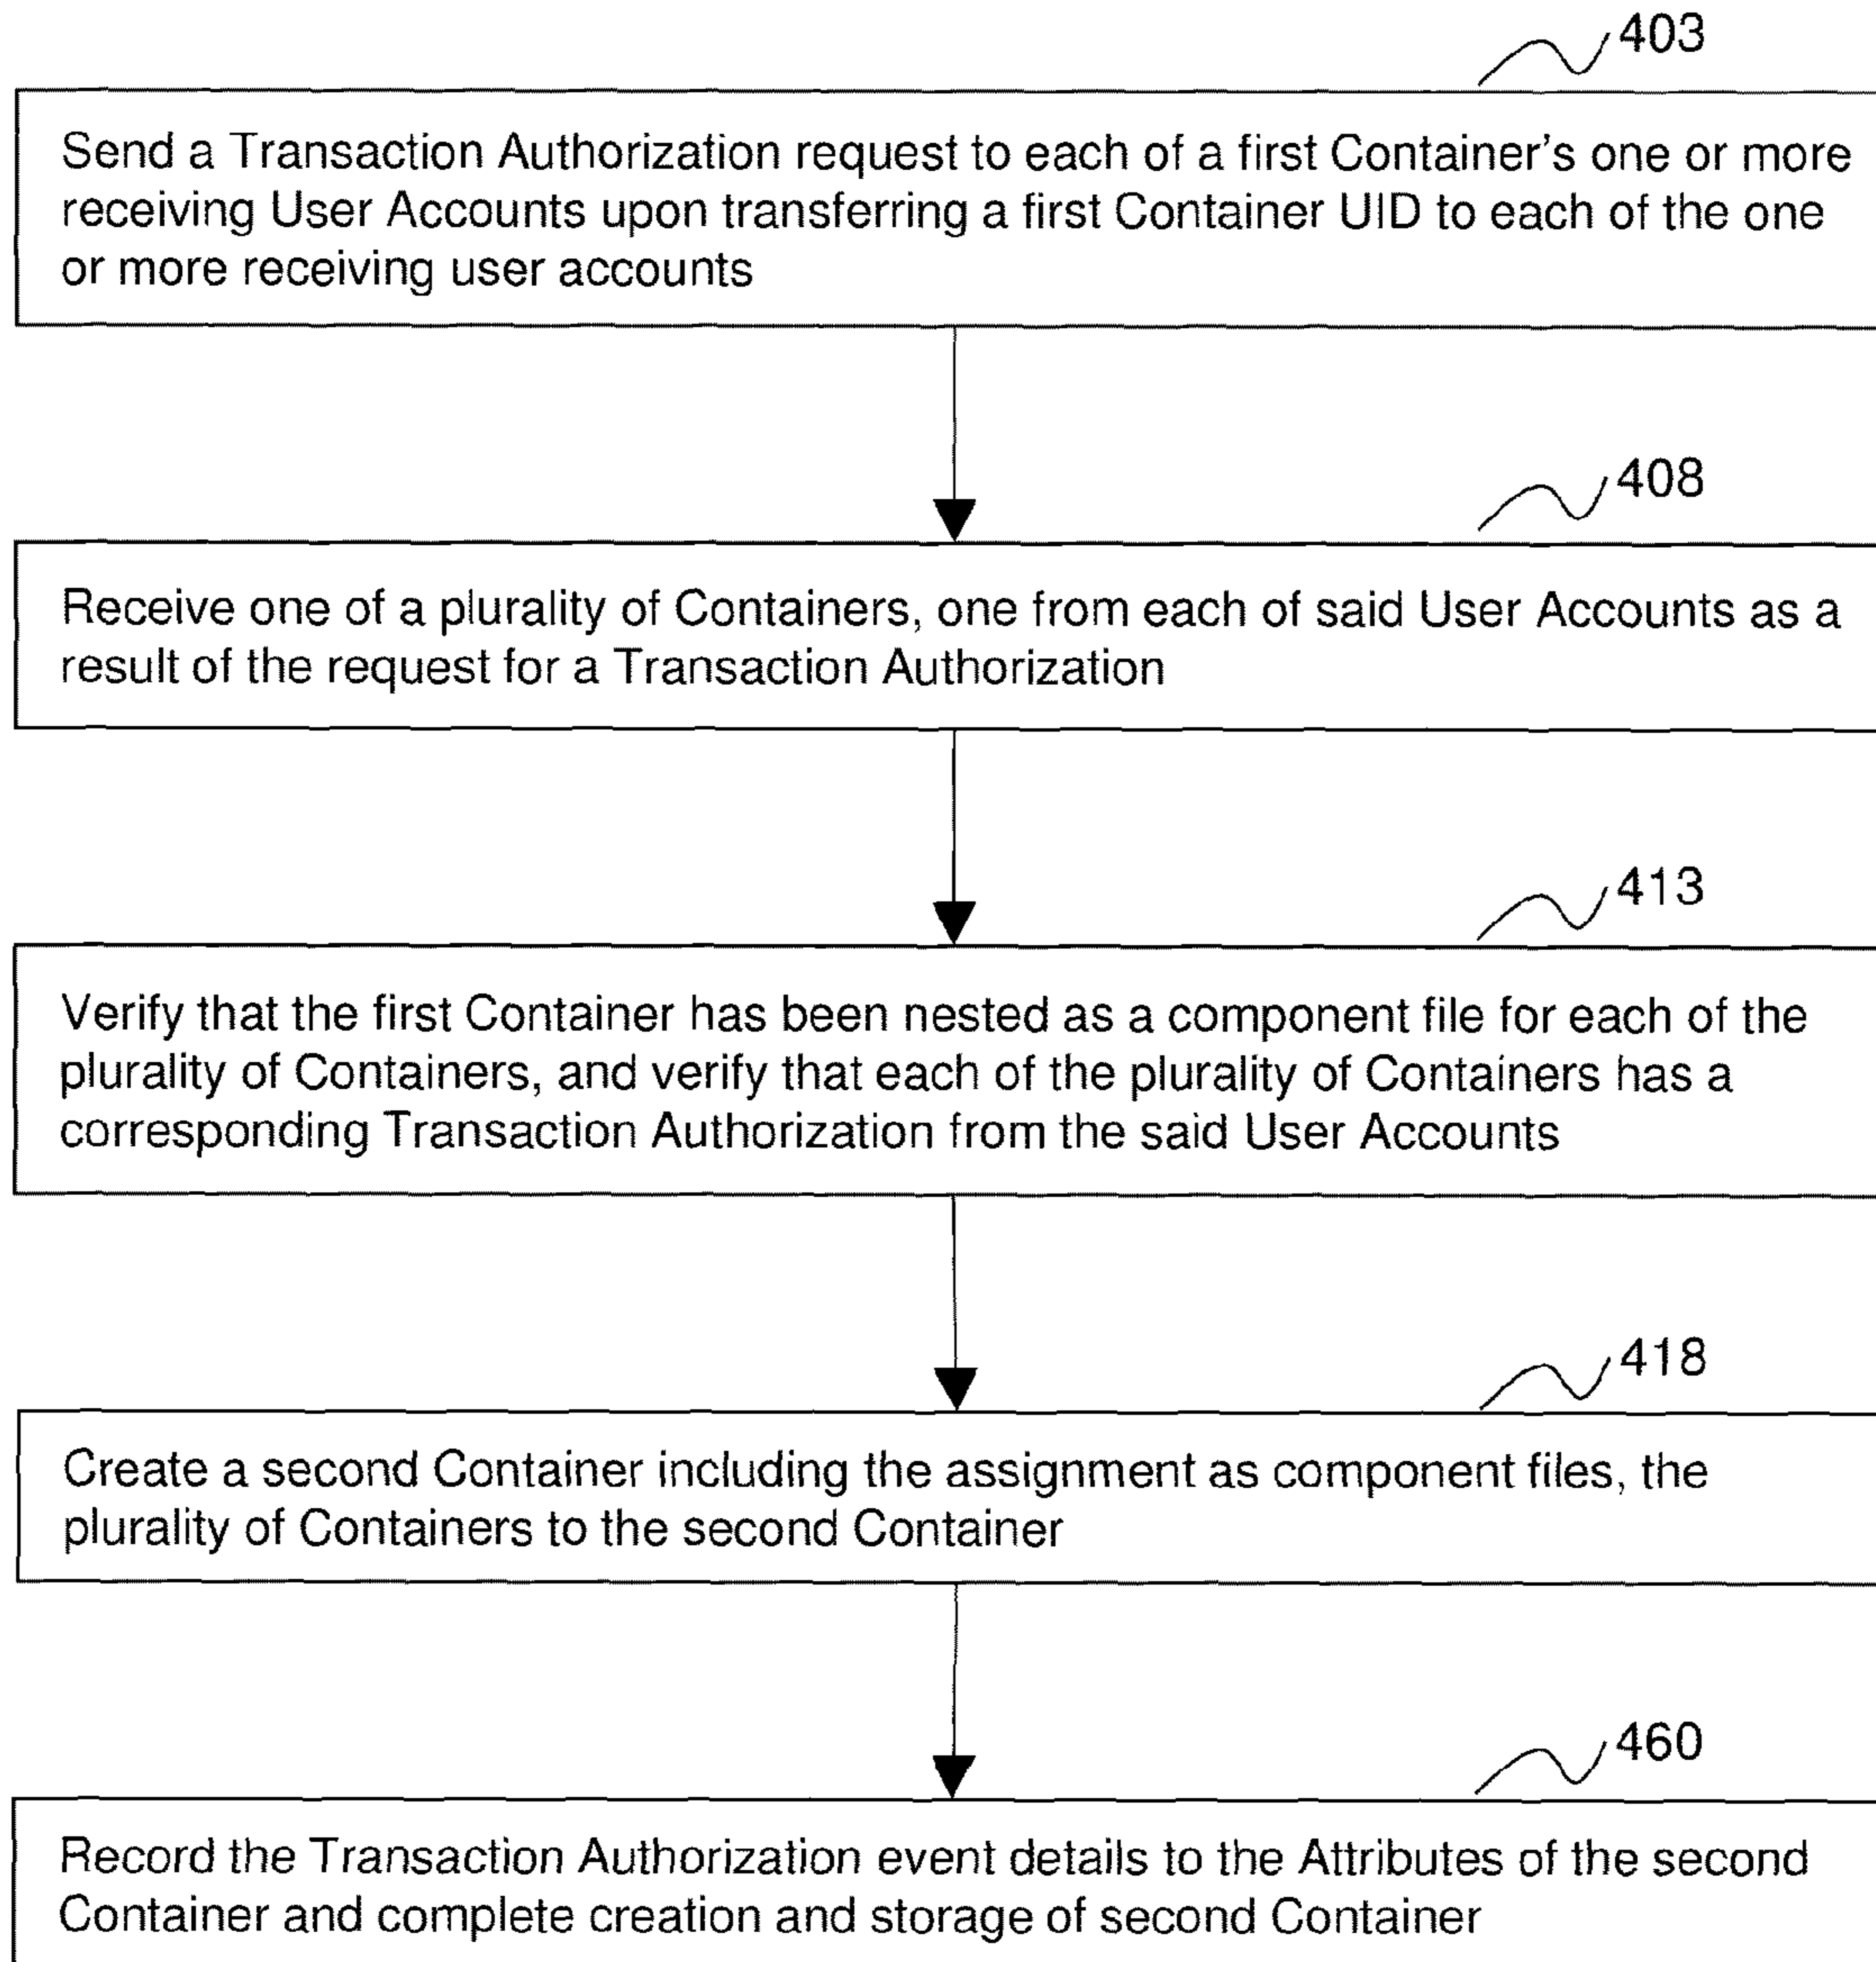 403
Send a Transaction Authorization request to each of a first Container's one or more
receiving User Accounts upon transferring a first Container UID to each of the one
or more receiving user accounts
408
Receive one of a plurality of Containers, one from each of said User Accounts as a
result of the request for a Transaction Authorization
413
Verify that the first Container has been nested as a component file for each of the
plurality of Containers, and verify that each of the plurality of Containers has a
corresponding Transaction Authorization from the said User Accounts
418
Create a second Container including the assignment as component files, the
plurality of Containers to the second Container
460
Record the Transaction Authorization event details to the Attributes of the second
Container and complete creation and storage of second Container